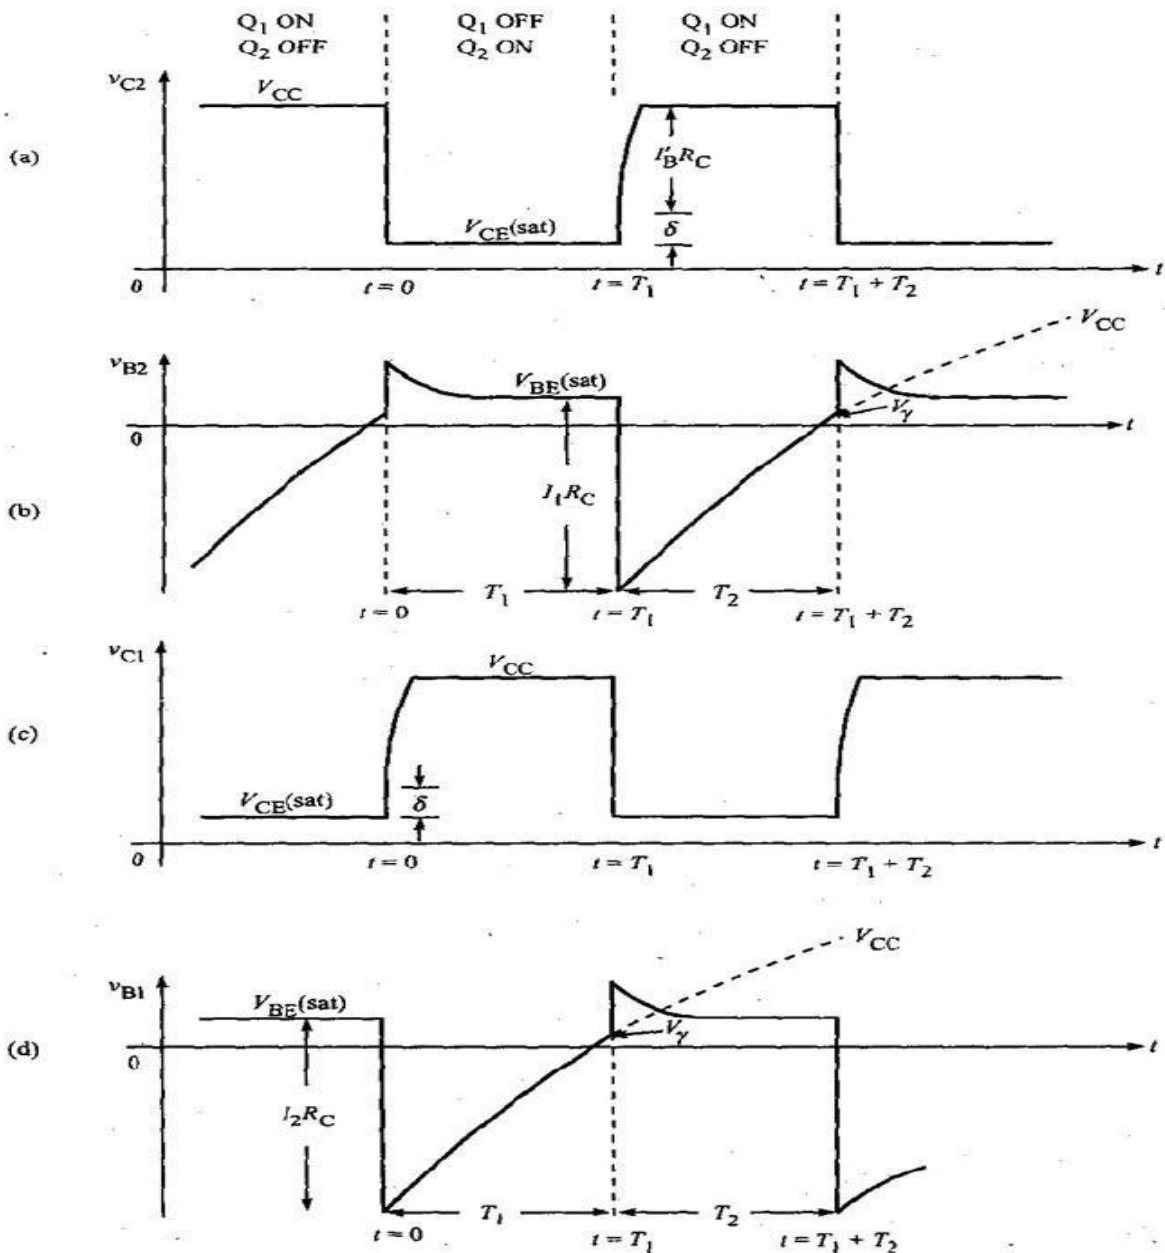 Q1 ON Q1 OFF Q1 ON
Q2 OFF Q2 ON Q2 OFF
(a)
vC2
VCC
I′BRC
δ
VCE(sat)
0 t = 0 t = T1 t = T1 + T2 t
(b)
vB2
VCC
VBE(sat)
Vγ
0 t
I1RC
T1 T2
t = 0 t = T1 t = T1 + T2
(c)
vC1
VCC
VCE(sat)
δ
0 t = 0 t = T1 t = T1 + T2 t
(d)
vB1
VCC
VBE(sat)
Vγ
0 t
I2RC
T1 T2
t = 0 t = T1 t = T1 + T2